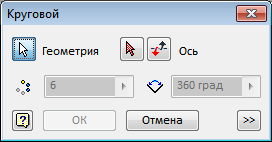 Круговой
Геометрия Ось
6 360 град
ОК Отмена >>